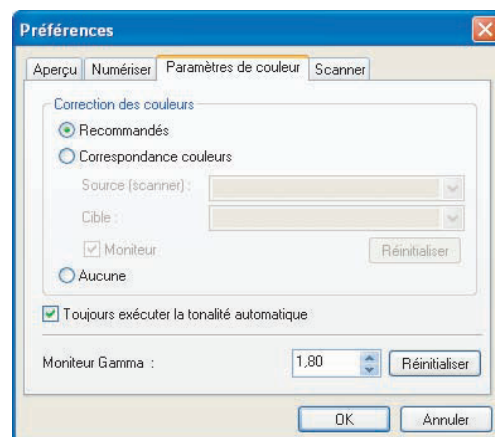 Préférences
Aperçu Numériser Paramètres de couleur Scanner
Correction des couleurs
Recommandés
Correspondance couleurs
Source (scanner) :
Cible :
Moniteur Réinitialiser
Aucune
Toujours exécuter la tonalité automatique
Moniteur Gamma : 1,80 Réinitialiser
OK Annuler